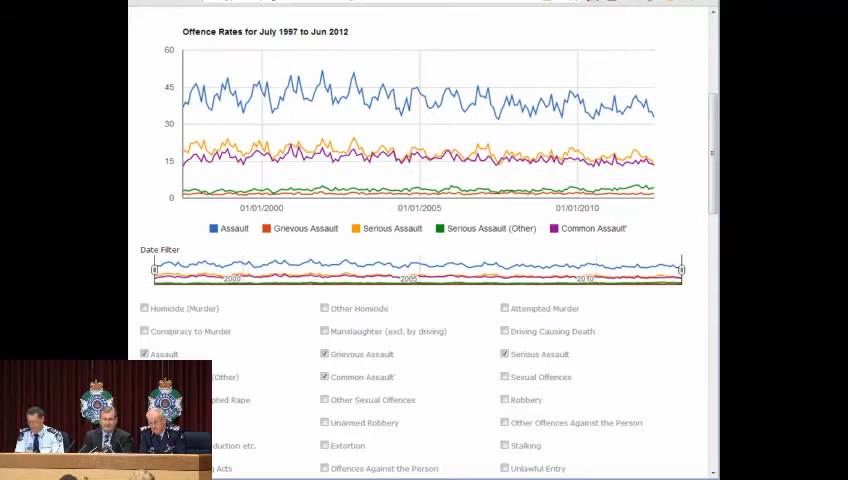 Offence Rates for July 1997 to Jun 2012
60
45
30
15
0
01/01/2000 01/01/2005 01/01/2010
Assault Grievous Assault Serious Assault Serious Assault (Other) Common Assault'
Date Filter
2000 2005 2010
Homicide (Murder) Other Homicide Attempted Murder
Conspiracy to Murder Manslaughter (excl. by driving) Driving Causing Death
Assault Grievous Assault Serious Assault
(Other) Common Assault' Sexual Offences
pted Rape Other Sexual Offences Robbery
Unarmed Robbery Other Offences Against the Person
duction etc. Extortion Stalking
g Acts Offences Against the Person Unlawful Entry